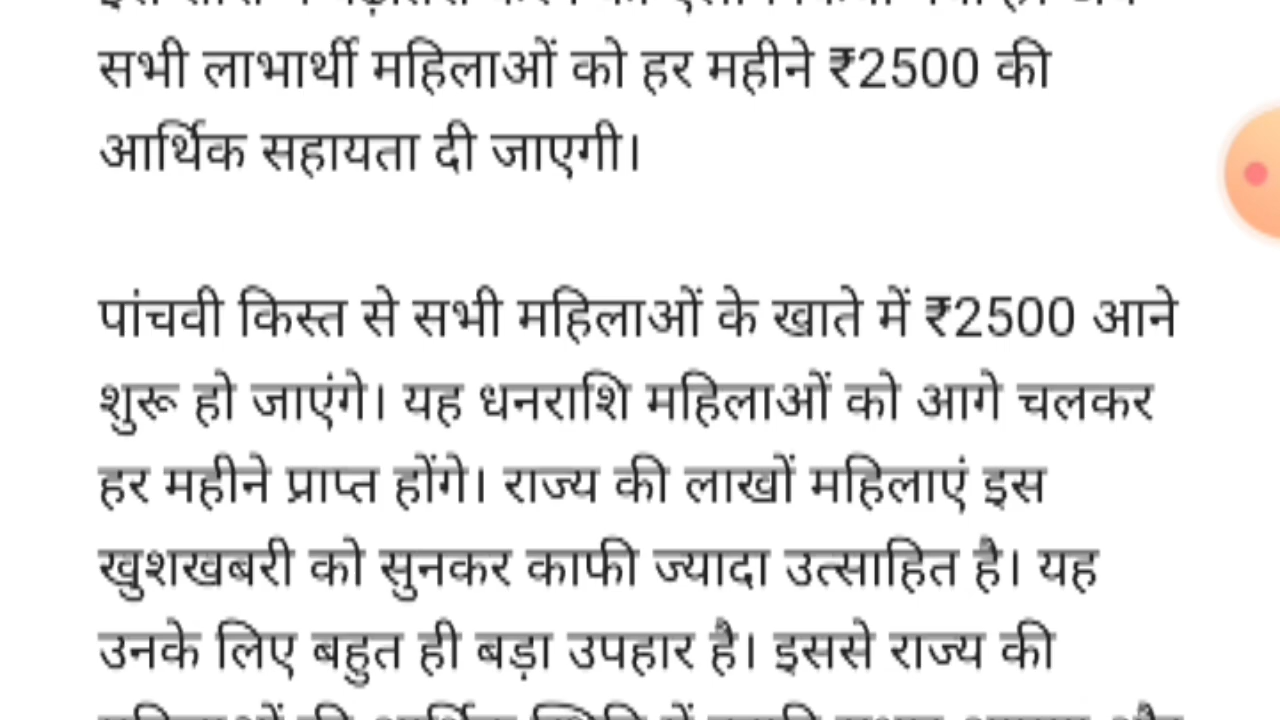 सभी लाभार्थी महिलाओं को हर महीने ₹2500 की
आर्थिक सहायता दी जाएगी।
पांचवी किस्त से सभी महिलाओं के खाते में ₹2500 आने
शुरू हो जाएंगे। यह धनराशि महिलाओं को आगे चलकर
हर महीने प्राप्त होंगे। राज्य की लाखों महिलाएं इस
खुशखबरी को सुनकर काफी ज्यादा उत्साहित है। यह
उनके लिए बहुत ही बड़ा उपहार है। इससे राज्य की